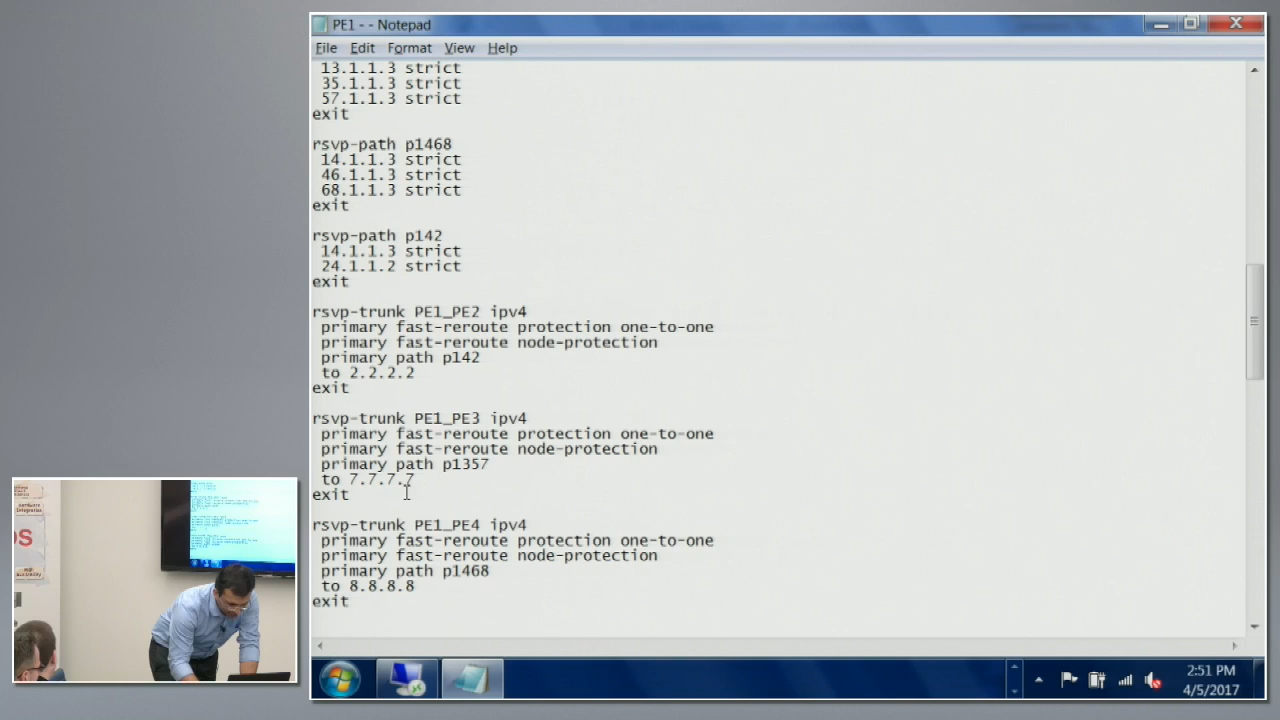 PE1 - - Notepad
File Edit Format View Help
13.1.1.3 strict
35.1.1.3 strict
57.1.1.3 strict
exit
rsvp-path p1468
14.1.1.3 strict
46.1.1.3 strict
68.1.1.3 strict
exit
rsvp-path p142
14.1.1.3 strict
24.1.1.2 strict
exit
rsvp-trunk PE1_PE2 ipv4
primary fast-reroute protection one-to-one
primary fast-reroute node-protection
primary path p142
to 2.2.2.2
exit
rsvp-trunk PE1_PE3 ipv4
primary fast-reroute protection one-to-one
primary fast-reroute node-protection
primary path p1357
to 7.7.7.7
exit
rsvp-trunk PE1_PE4 ipv4
primary fast-reroute protection one-to-one
primary fast-reroute node-protection
primary path p1468
to 8.8.8.8
exit
2:51 PM
4/5/2017